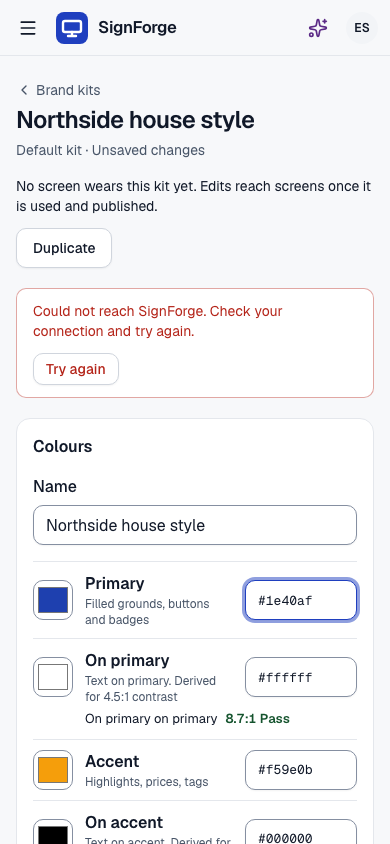 SignForge
ES
Brand kits
Northside house style
Default kit · Unsaved changes
No screen wears this kit yet. Edits reach screens once it
is used and published.
Duplicate
Could not reach SignForge. Check your
connection and try again.
Try again
Colours
Name
Northside house style
Primary
Filled grounds, buttons
and badges
#1e40af
On primary
Text on primary. Derived
for 4.5:1 contrast
#ffffff
On primary on primary 8.7:1 Pass
Accent
Highlights, prices, tags
#f59e0b
On accent
Text on accent. Derived for
#000000